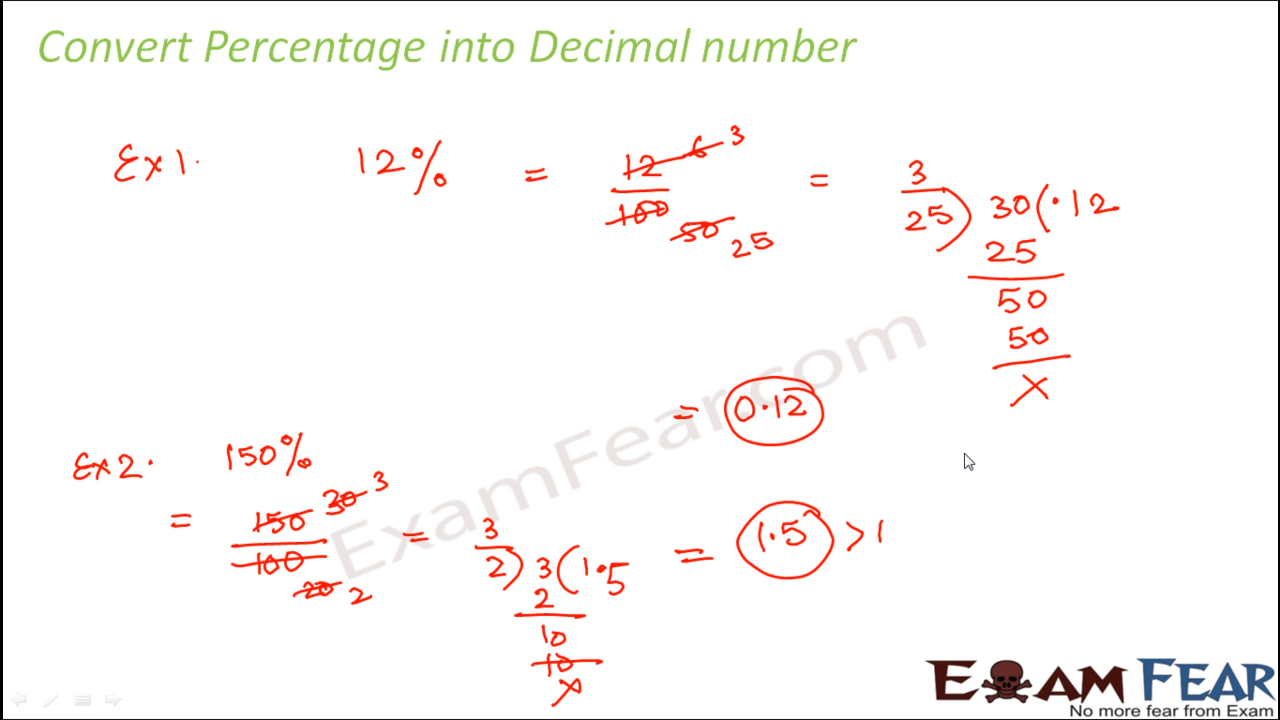 Convert Percentage into Decimal number
Ex 1. 12% = 12 6 3 / 100 50 25 = 3 / 25 ) 30 ( .12
25
50
50
X
= 0.12
Ex 2. 150%
= 150 30 3 / 100 20 2 = 3 / 2 ) 3 ( 1.5 = 1.5 > 1
2
10
10
X
ExamFear.com
EXAM FEAR
No more fear from Exam